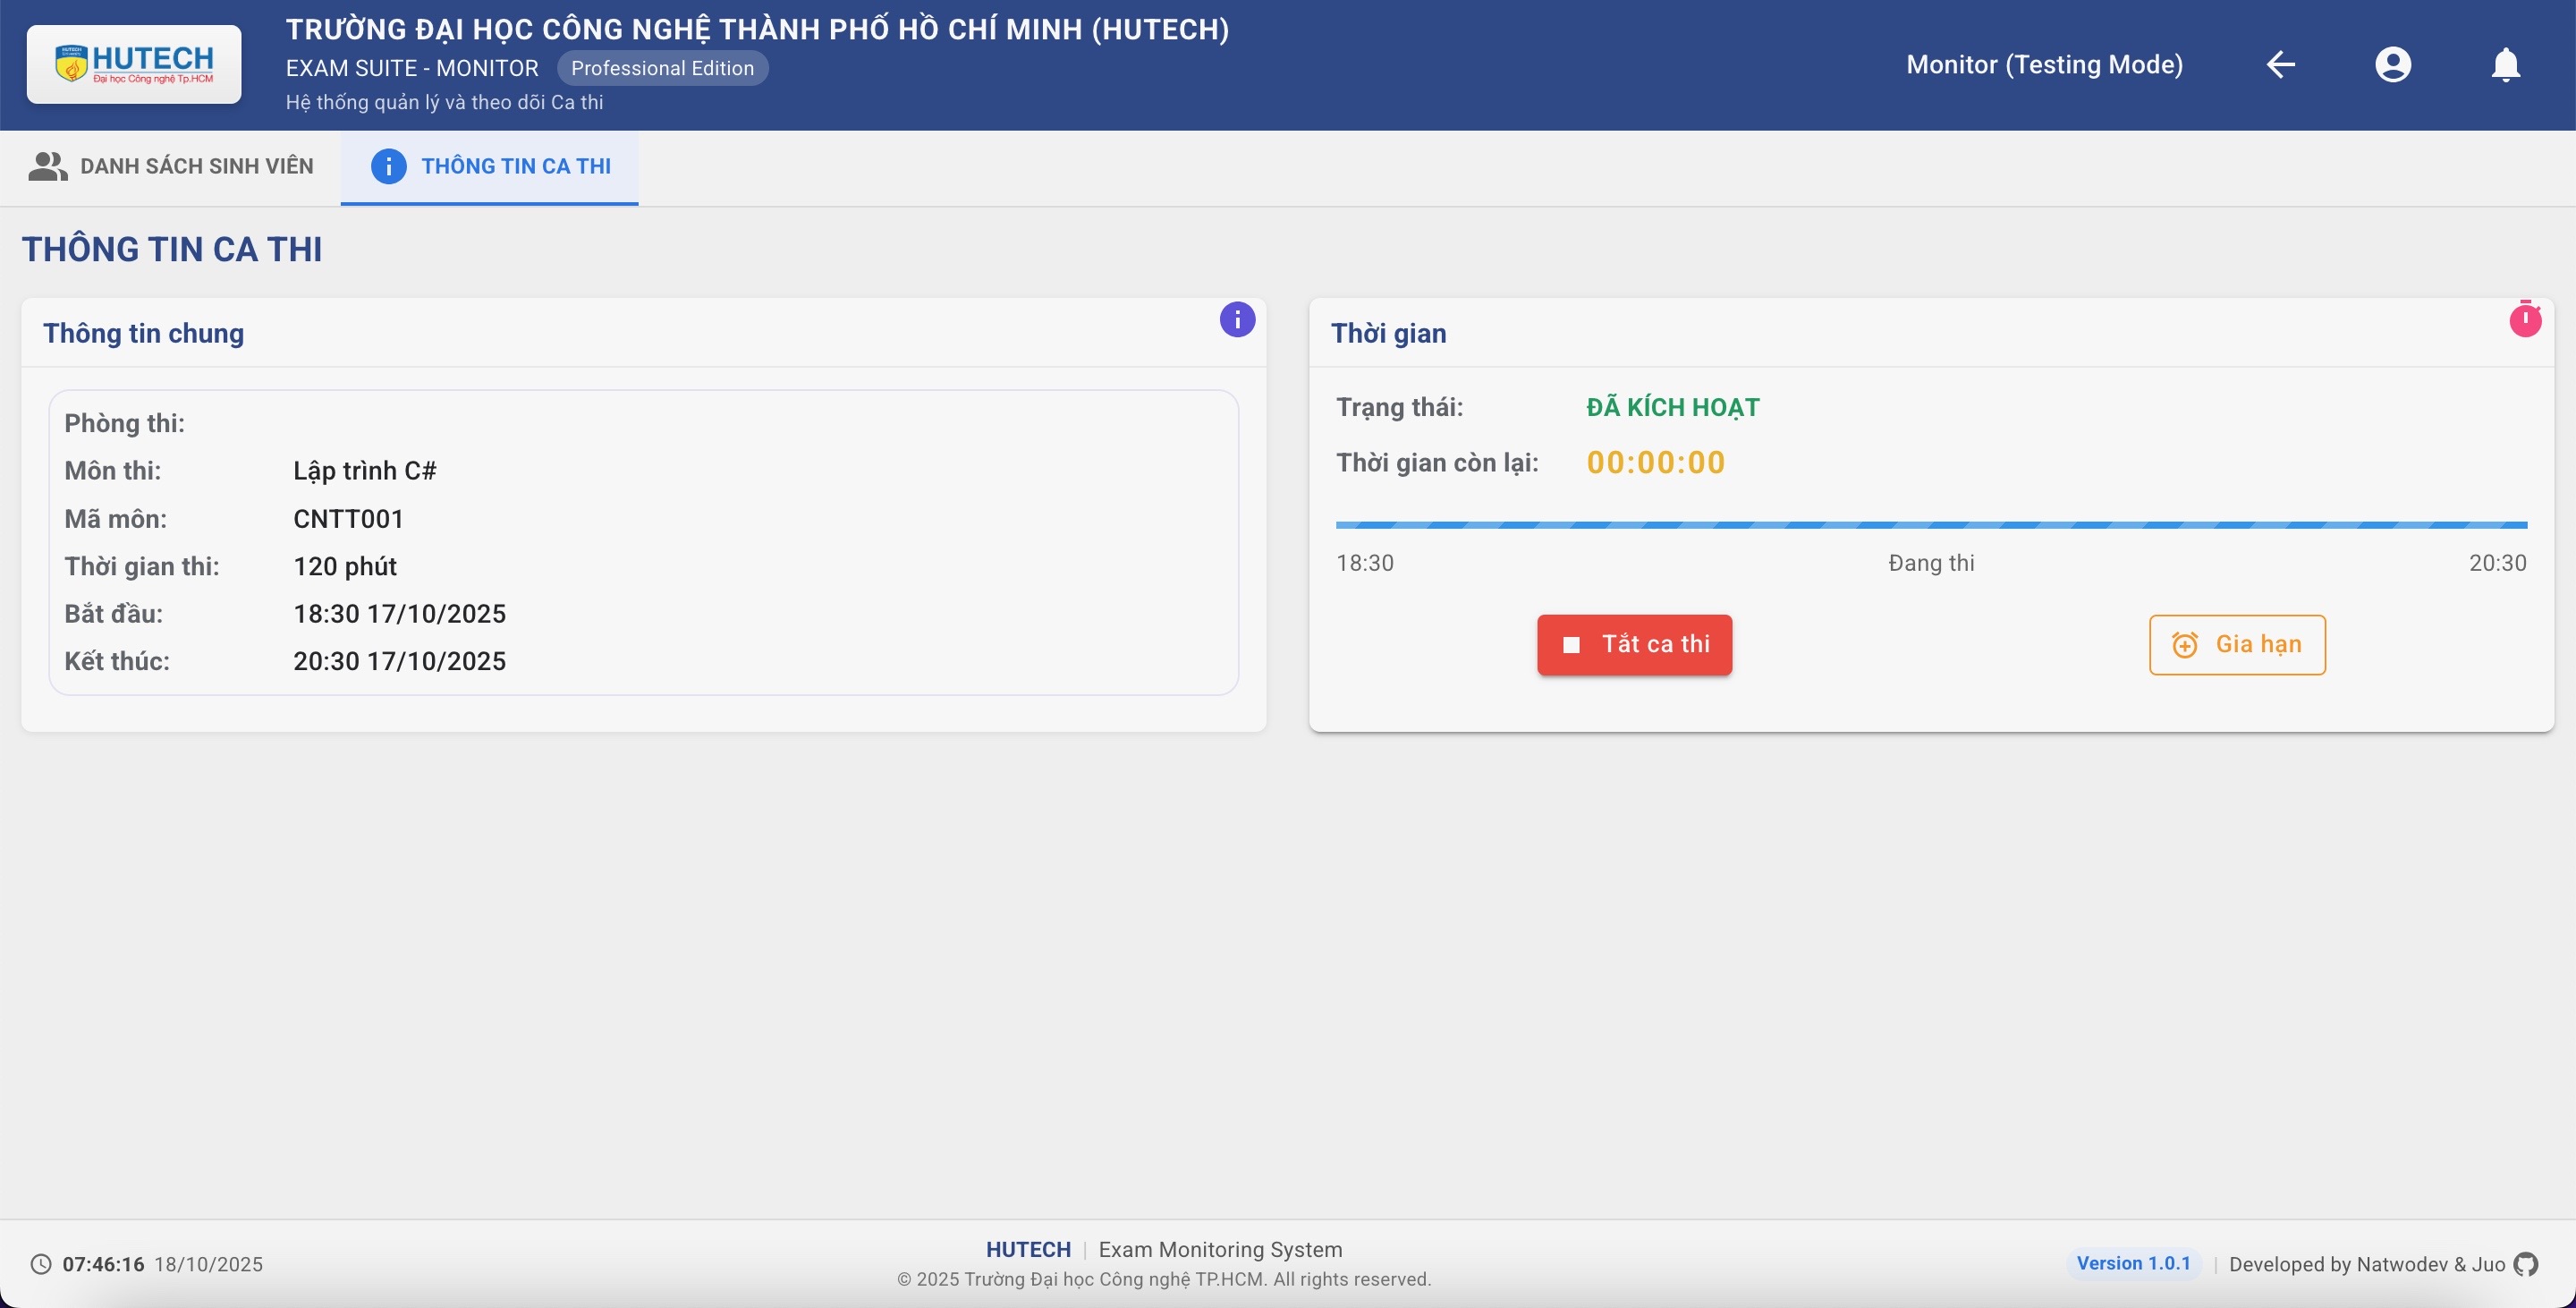 HUTECH
Đại học Công nghệ Tp.HCM
TRƯỜNG ĐẠI HỌC CÔNG NGHỆ THÀNH PHỐ HỒ CHÍ MINH (HUTECH)
EXAM SUITE - MONITOR Professional Edition
Hệ thống quản lý và theo dõi Ca thi
Monitor (Testing Mode)
DANH SÁCH SINH VIÊN THÔNG TIN CA THI
THÔNG TIN CA THI
Thông tin chung
Phòng thi:
Môn thi: Lập trình C#
Mã môn: CNTT001
Thời gian thi: 120 phút
Bắt đầu: 18:30 17/10/2025
Kết thúc: 20:30 17/10/2025
Thời gian
Trạng thái: ĐÃ KÍCH HOẠT
Thời gian còn lại: 00:00:00
18:30 Đang thi 20:30
Tắt ca thi Gia hạn
07:46:16 18/10/2025
HUTECH | Exam Monitoring System
© 2025 Trường Đại học Công nghệ TP.HCM. All rights reserved.
Version 1.0.1 | Developed by Natwodev & Juo